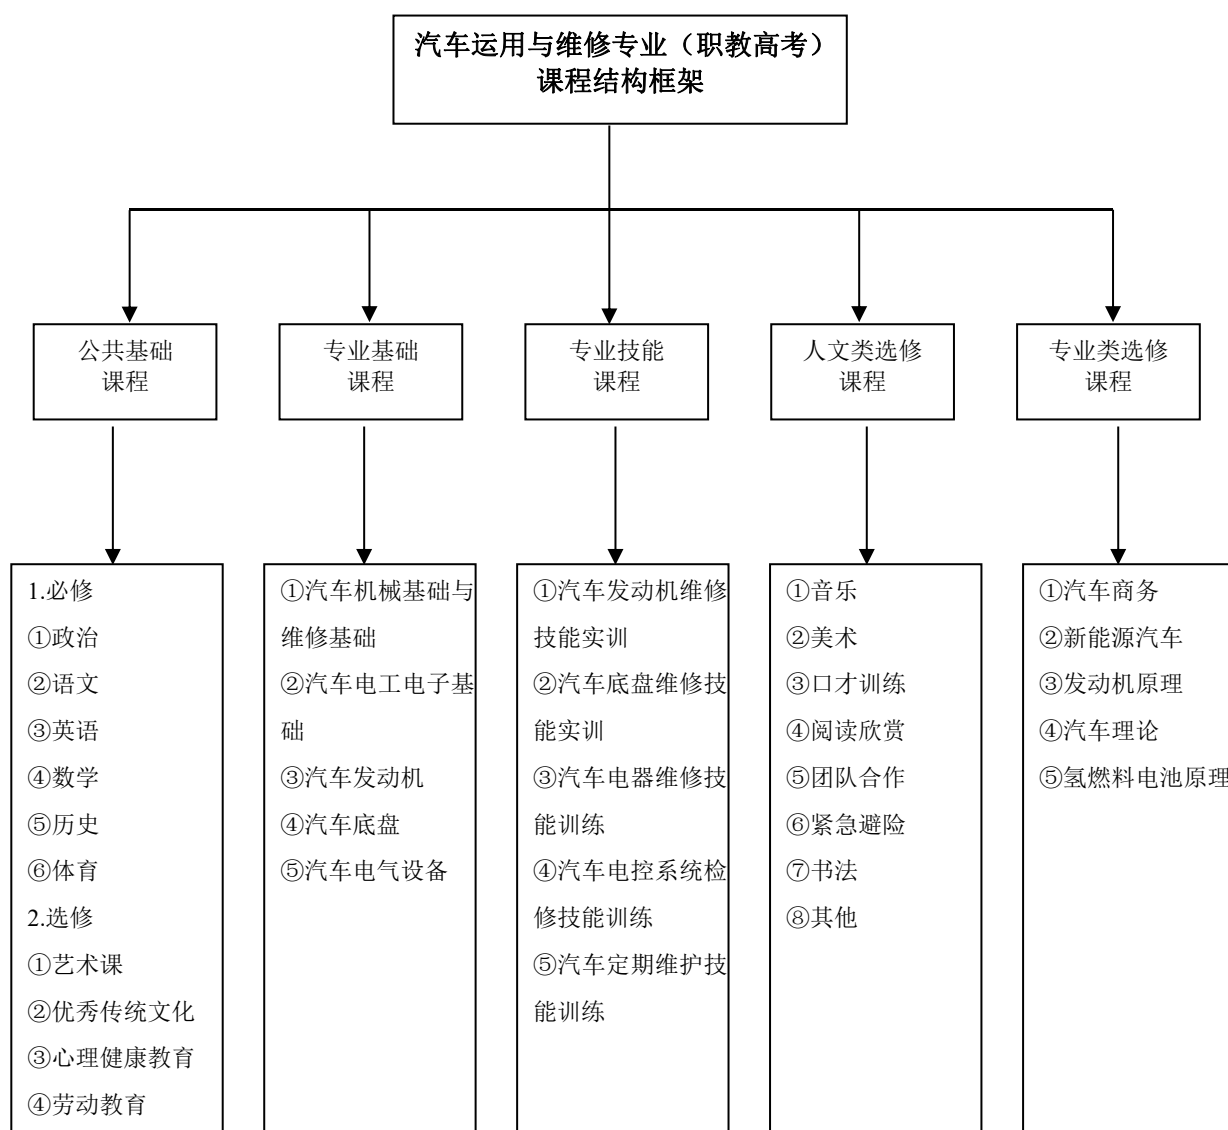 汽车运用与维修专业（职教高考）
课程结构框架
公共基础
课程
专业基础
课程
专业技能
课程
人文类选修
课程
专业类选修
课程
1.必修
①政治
②语文
③英语
④数学
⑤历史
⑥体育
2.选修
①艺术课
②优秀传统文化
③心理健康教育
④劳动教育
①汽车机械基础与
维修基础
②汽车电工电子基
础
③汽车发动机
④汽车底盘
⑤汽车电气设备
①汽车发动机维修
技能实训
②汽车底盘维修技
能实训
③汽车电器维修技
能训练
④汽车电控系统检
修技能训练
⑤汽车定期维护技
能训练
①音乐
②美术
③口才训练
④阅读欣赏
⑤团队合作
⑥紧急避险
⑦书法
⑧其他
①汽车商务
②新能源汽车
③发动机原理
④汽车理论
⑤氢燃料电池原理